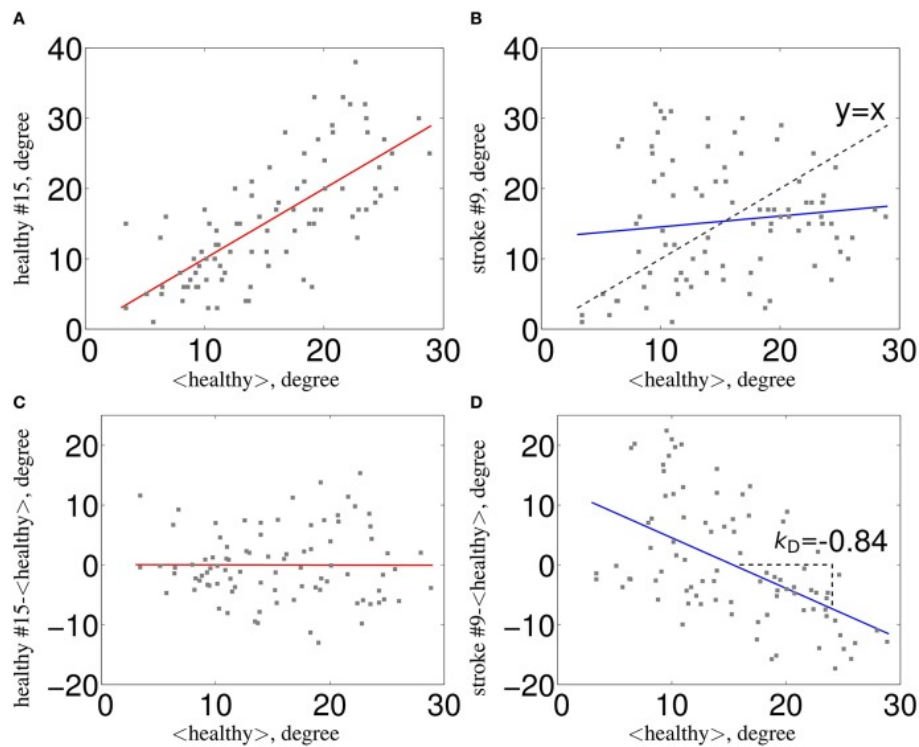 A
healthy #15, degree
40
30
20
10
0
0 10 20 30
<healthy>, degree
B
stroke #9, degree
40
30
20
10
0
y=x
0 10 20 30
<healthy>, degree
C
healthy #15-<healthy>, degree
20
10
0
−10
−20
0 10 20 30
<healthy>, degree
D
stroke #9-<healthy>, degree
20
10
0
−10
−20
kD=-0.84
0 10 20 30
<healthy>, degree